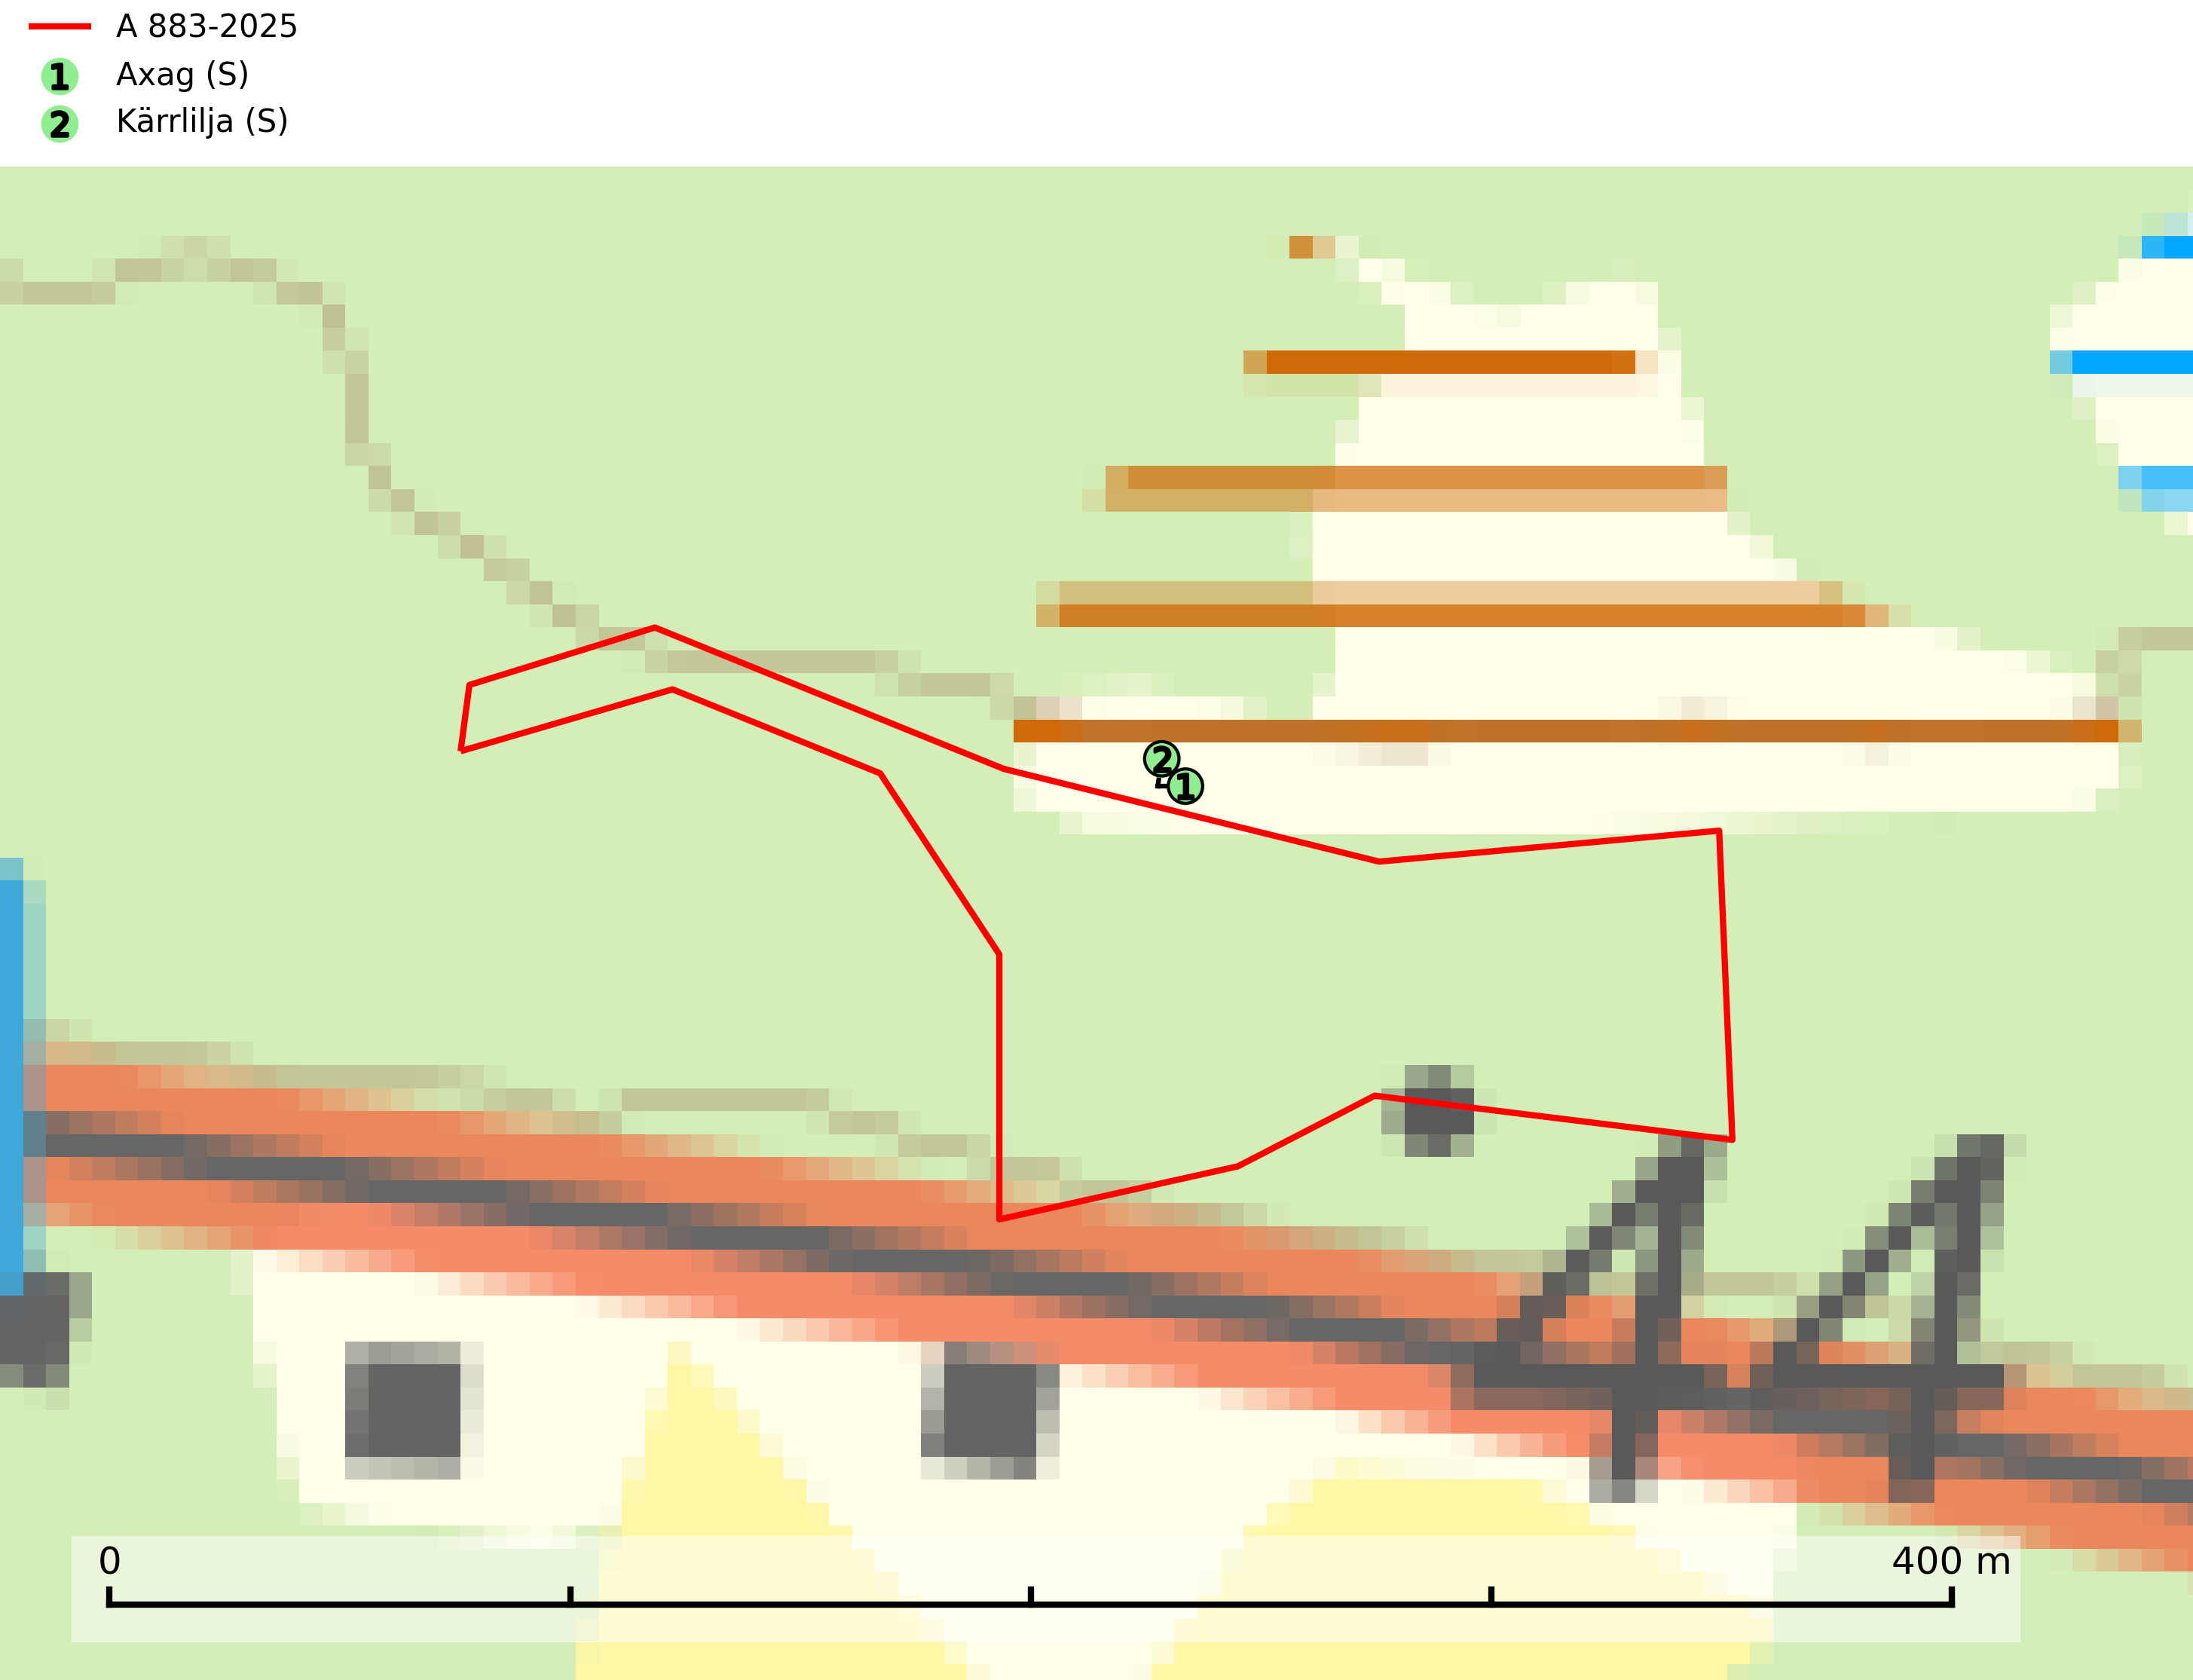 A 883-2025
1 Axag (S)
2 Kärrlilja (S)
2
1
0 400 m